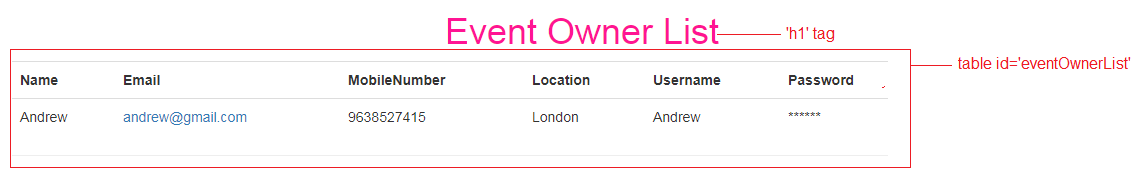 Event Owner List
'h1' tag
table id='eventOwnerList'
Name Email MobileNumber Location Username Password
Andrew andrew@gmail.com 9638527415 London Andrew ******